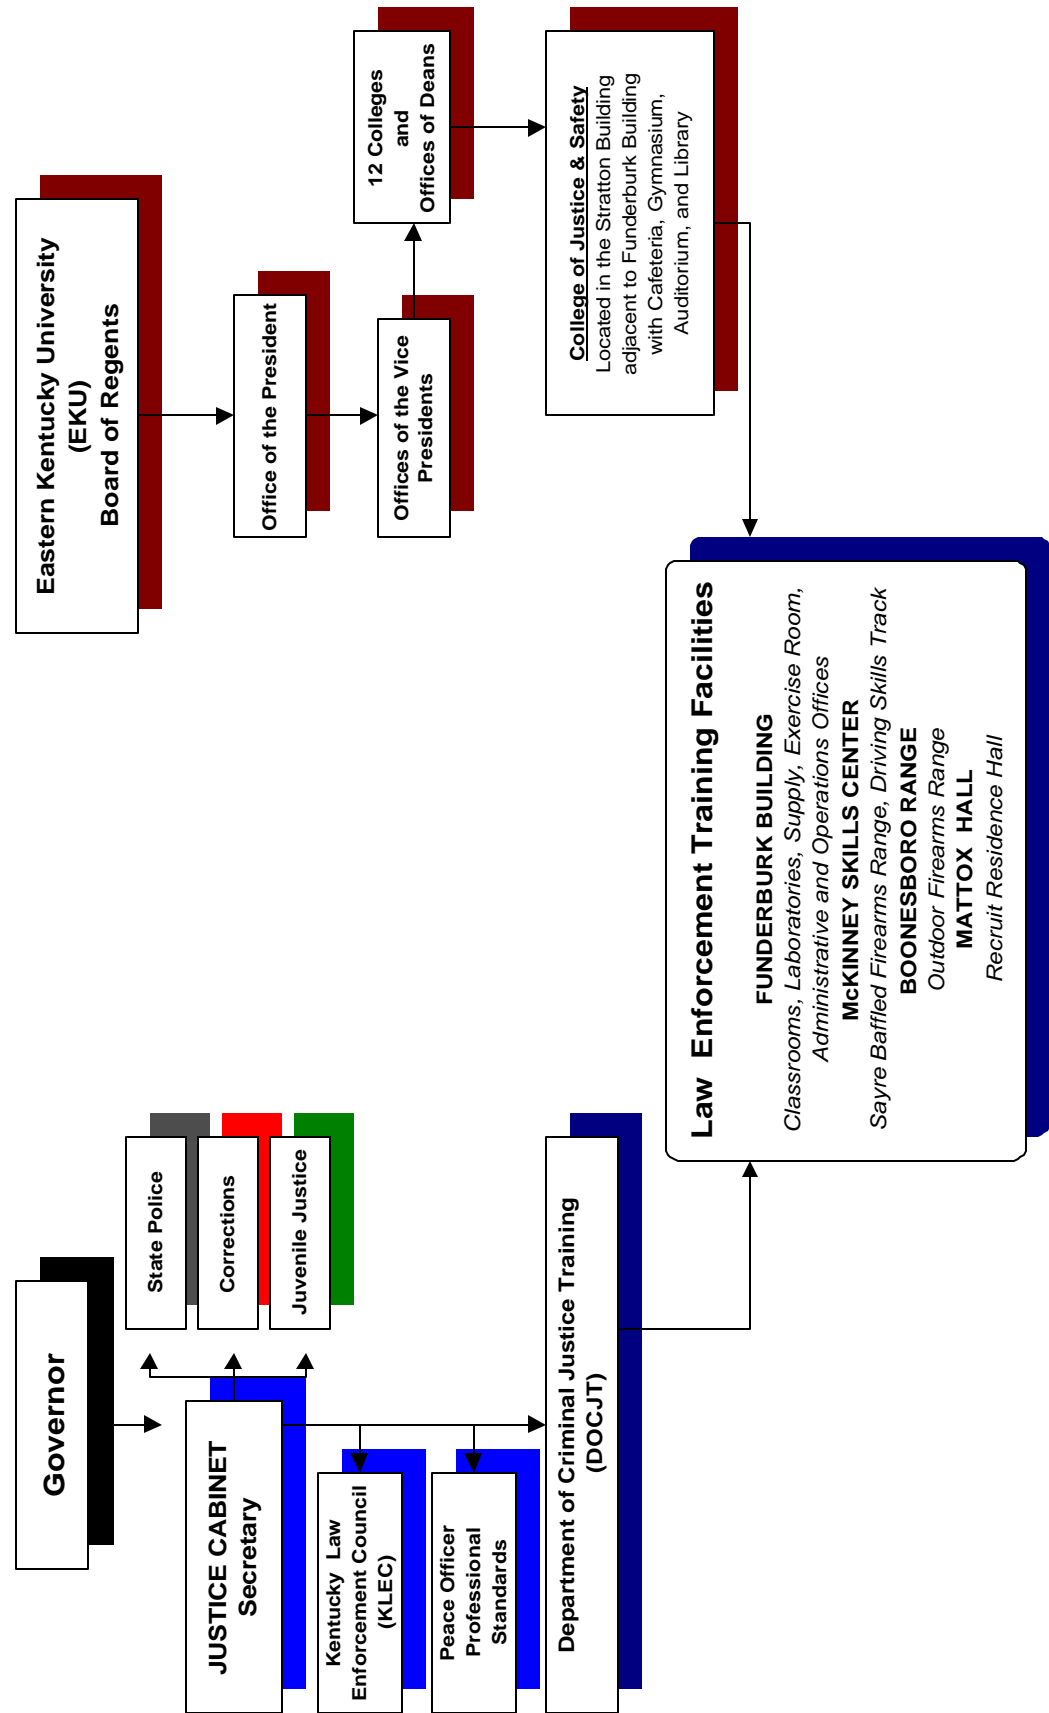 Governor
JUSTICE CABINET
Secretary
State Police
Corrections
Juvenile Justice
Kentucky Law
Enforcement Council
(KLEC)
Peace Officer
Professional
Standards
Department of Criminal Justice Training
(DOCJT)
Eastern Kentucky University
(EKU)
Board of Regents
Office of the President
Offices of the Vice
Presidents
12 Colleges
and
Offices of Deans
College of Justice & Safety
Located in the Stratton Building
adjacent to Funderburk Building
with Cafeteria, Gymnasium,
Auditorium, and Library
Law Enforcement Training Facilities
FUNDERBURK BUILDING
Classrooms, Laboratories, Supply, Exercise Room,
Administrative and Operations Offices
McKINNEY SKILLS CENTER
Sayre Baffled Firearms Range, Driving Skills Track
BOONESBORO RANGE
Outdoor Firearms Range
MATTOX HALL
Recruit Residence Hall